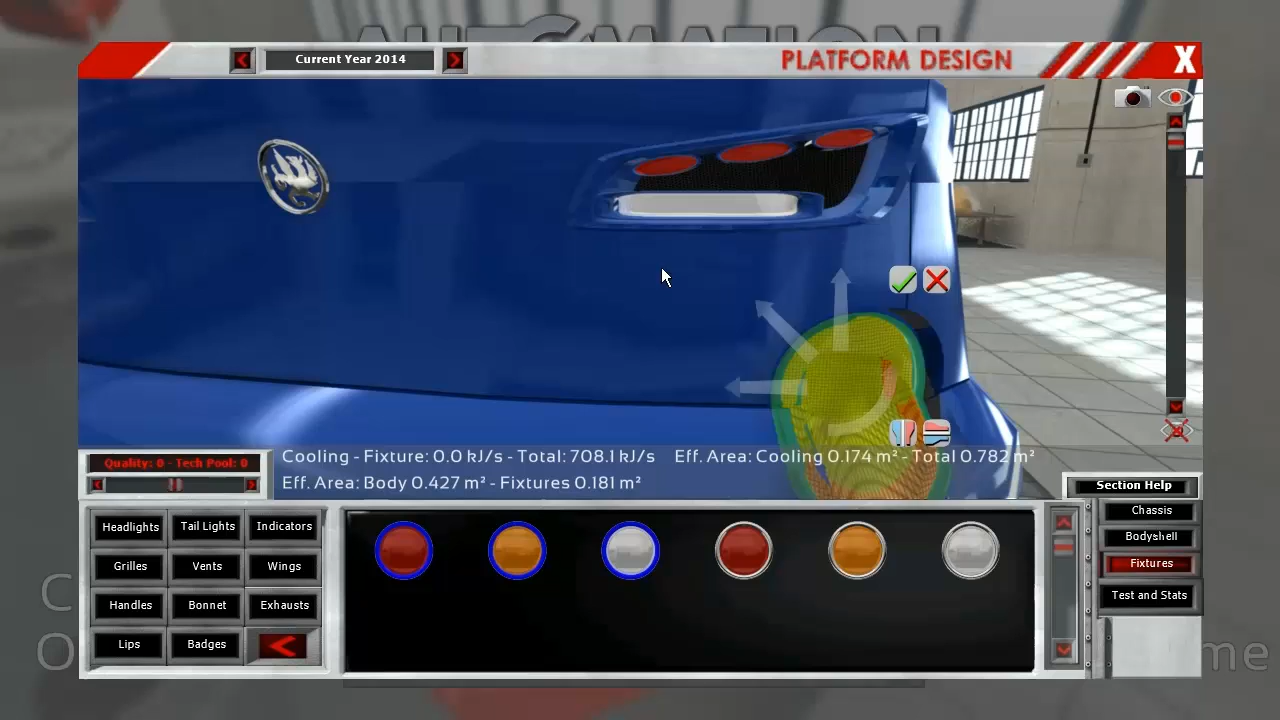 AUTOMATION
Current Year 2014
PLATFORM DESIGN
X
Cooling - Fixture: 0.0 kJ/s - Total: 708.1 kJ/s Eff. Area: Cooling 0.174 m² - Total 0.782 m²
Eff. Area: Body 0.427 m² - Fixtures 0.181 m²
Quality: 0 - Tech Pool: 0
Section Help
Headlights
Tail Lights
Indicators
Grilles
Vents
Wings
Handles
Bonnet
Exhausts
Lips
Badges
Chassis
Bodyshell
Fixtures
Test and Stats
C
O
me